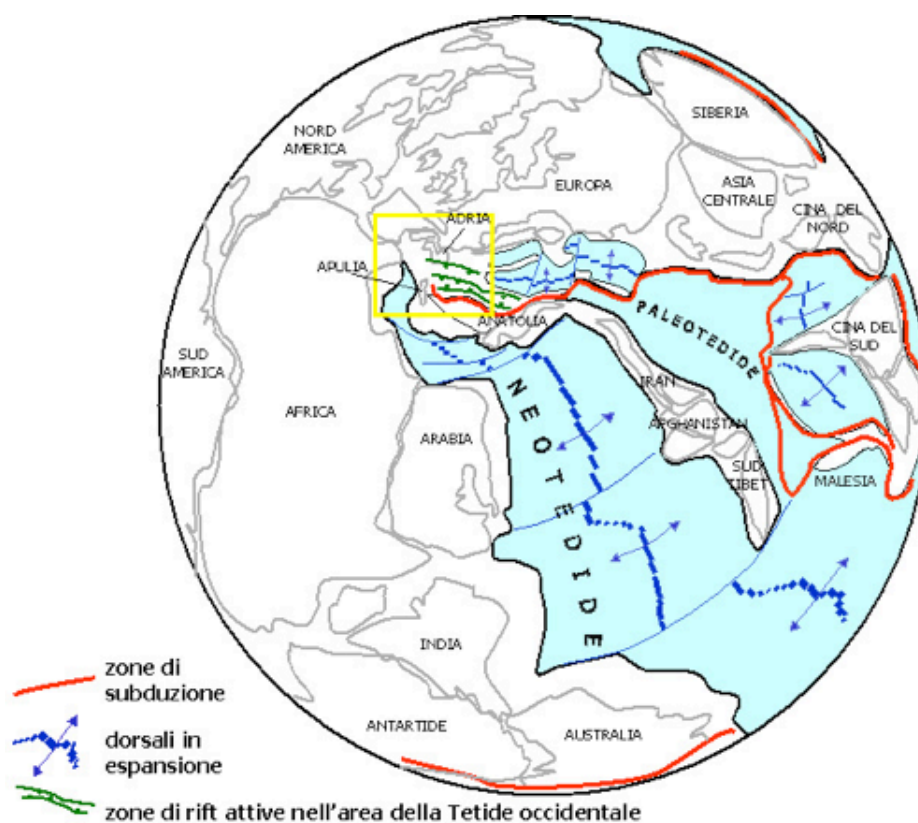 SIBERIA
NORD
AMERICA
EUROPA
ASIA
CENTRALE
CINA DEL
NORD
ADRIA
APULIA
ANATOLIA
PALEOTEDIDE
CINA DEL
SUD
SUD
AMERICA
AFRICA
ARABIA
NEOTEDIDE
IRAN
AFGHANISTAN
SUD
TIBET
MALESIA
INDIA
ANTARTIDE
AUSTRALIA
zone di
subduzione
dorsali in
espansione
zone di rift attive nell'area della Tetide occidentale